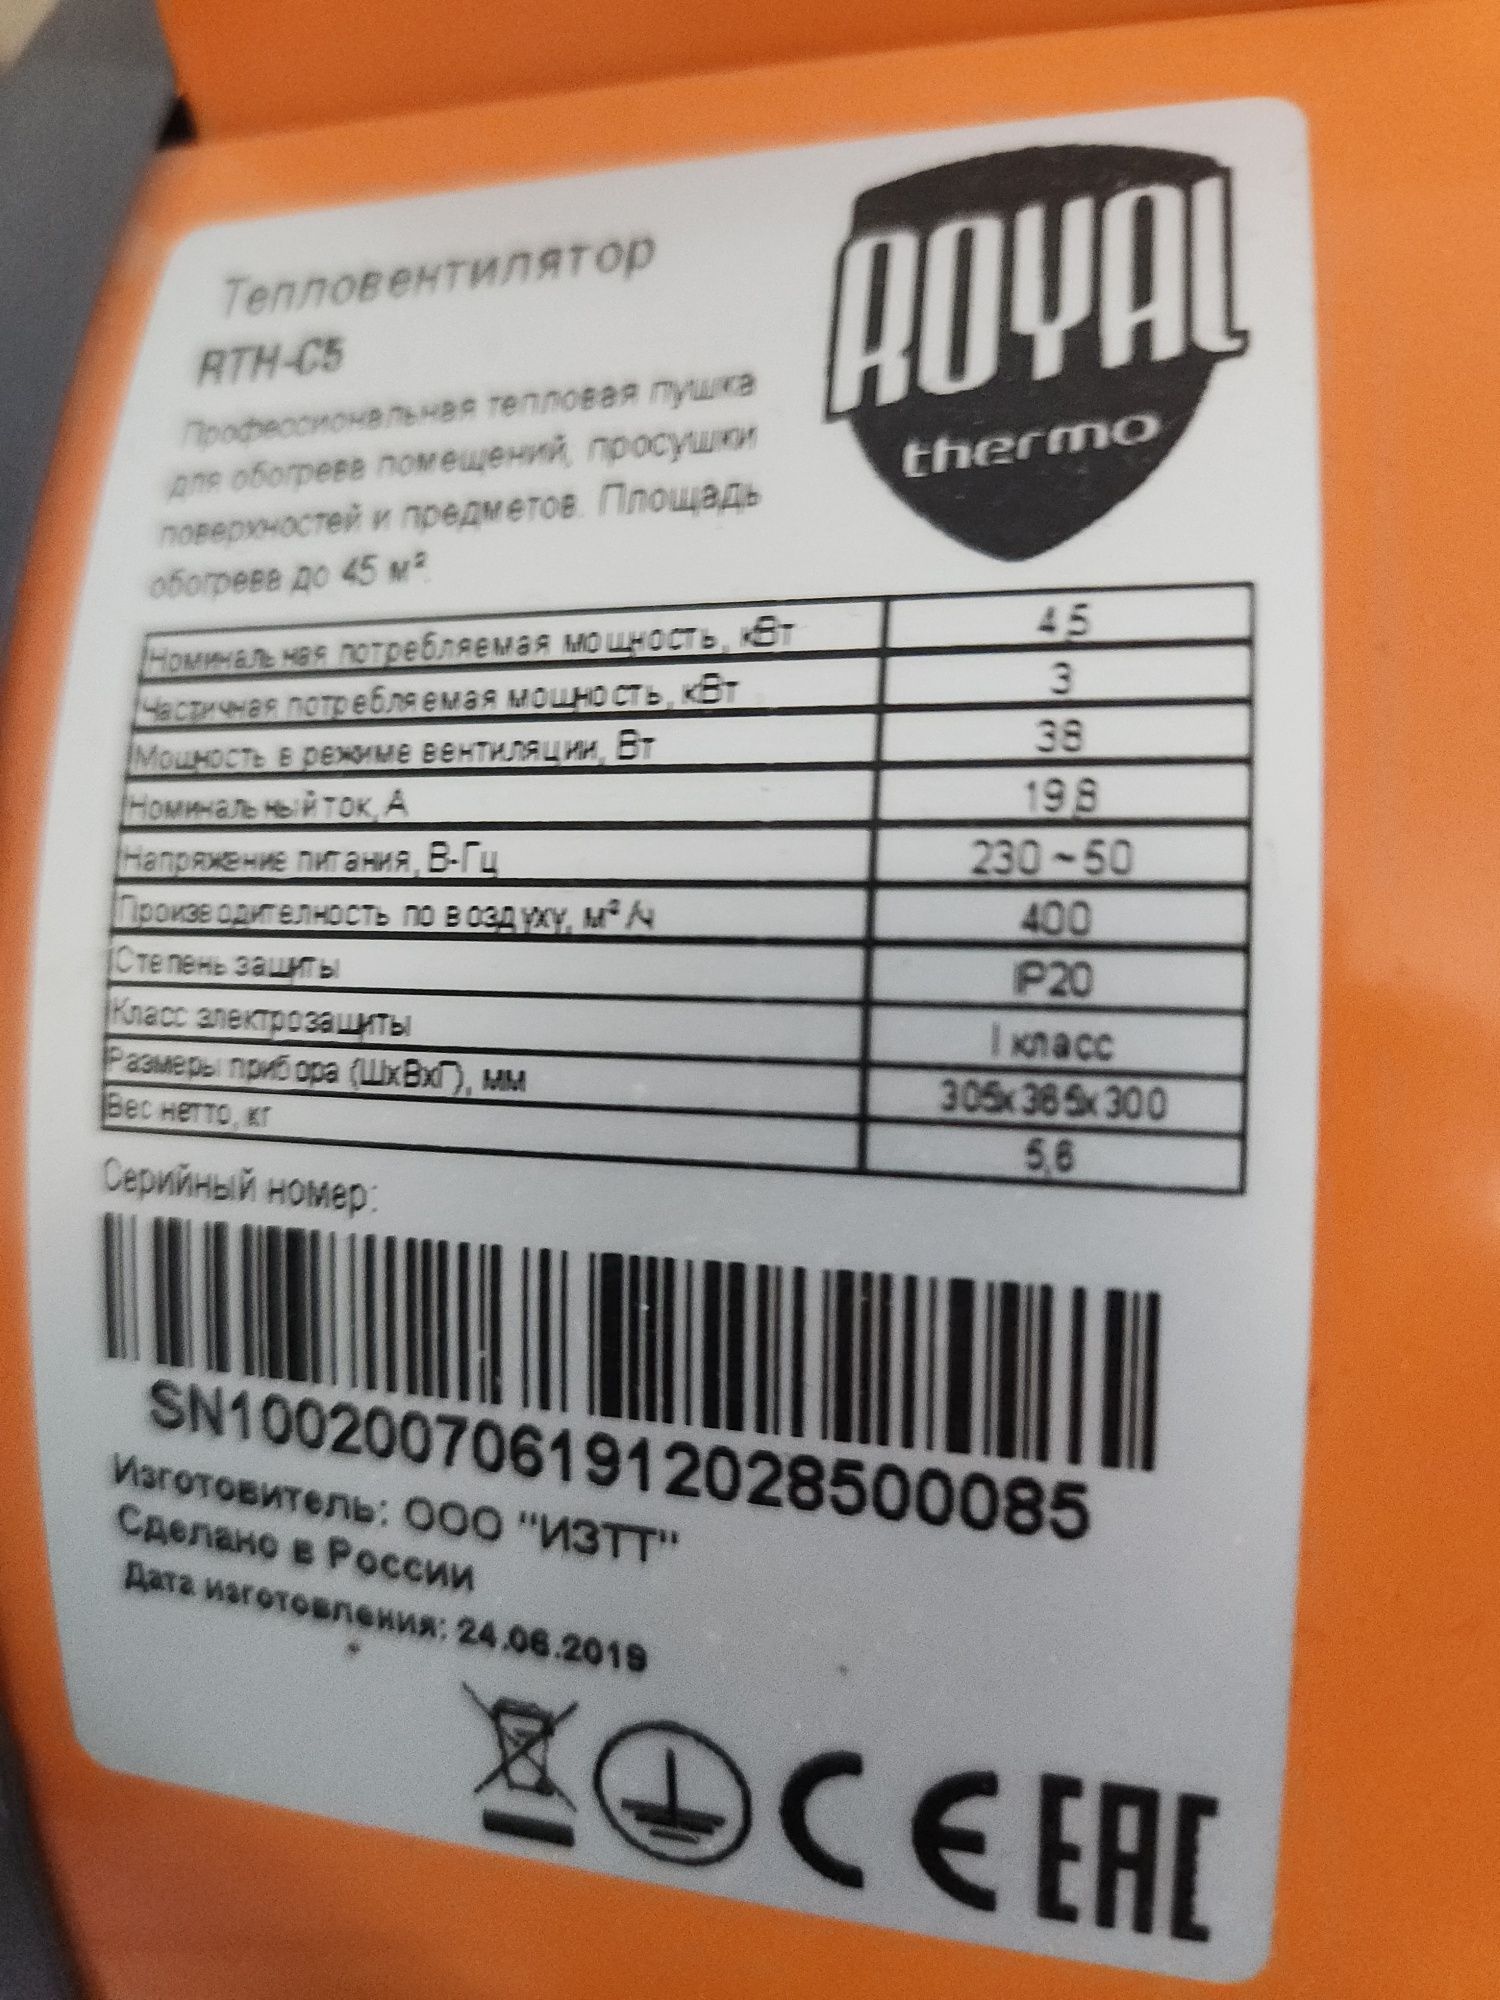 ROYAL
thermo
Тепловентилятор
RTH-C5
Профессиональная тепловая пушка
для обогрева помещений, просушки
поверхностей и предметов. Площадь
обогрева до 45 м².
Номинальная потребляемая мощность, кВт 4,5
Частичная потребляемая мощность, кВт 3
Мощность в режиме вентиляции, Вт 38
Номинальный ток, А 19,8
Напряжение питания, В-Гц 230~50
Производительность по воздуху, м³/ч 400
Степень защиты IP20
Класс электрозащиты I класс
Размеры прибора (ШхВхГ), мм 305х365х300
Вес нетто, кг 5,6
Серийный номер:
SN1002007061912028500085
Изготовитель: ООО "ИЗТТ"
Сделано в России
Дата изготовления: 24.06.2019
CE EAC